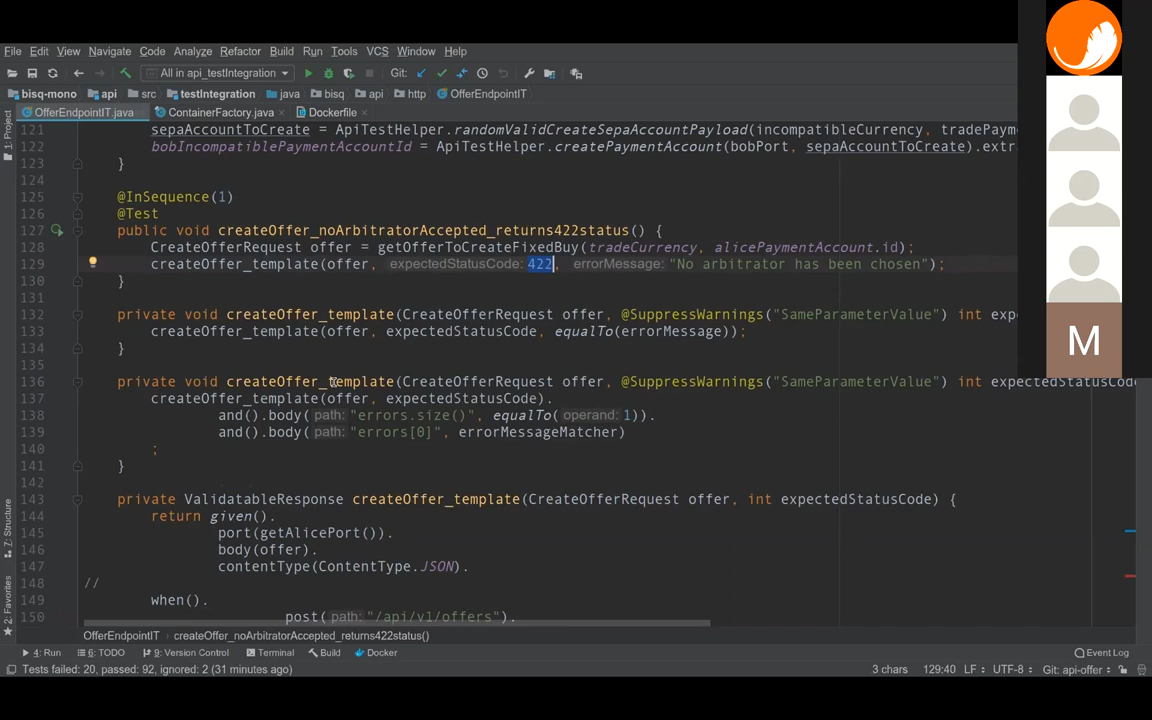 File Edit View Navigate Code Analyze Refactor Build Run Tools VCS Window Help
All in api_testIntegration Git:
bisq-mono api src testIntegration java bisq api http OfferEndpointIT
OfferEndpointIT.java ContainerFactory.java Dockerfile
1: Project
121 sepaAccountToCreate = ApiTestHelper.randomValidCreateSepaAccountPayload(incompatibleCurrency, tradePaym
122 bobIncompatiblePaymentAccountId = ApiTestHelper.createPaymentAccount(bobPort, sepaAccountToCreate).extr
123 }
124
125 @InSequence(1)
126 @Test
127 public void createOffer_noArbitratorAccepted_returns422status() {
128 CreateOfferRequest offer = getOfferToCreateFixedBuy(tradeCurrency, alicePaymentAccount.id);
129 createOffer_template(offer, expectedStatusCode: 422, errorMessage: "No arbitrator has been chosen");
130 }
131
132 private void createOffer_template(CreateOfferRequest offer, @SuppressWarnings("SameParameterValue") int expe
133 createOffer_template(offer, expectedStatusCode, equalTo(errorMessage));
134 }
135
136 private void createOffer_template(CreateOfferRequest offer, @SuppressWarnings("SameParameterValue") int expectedStatusCode
137 createOffer_template(offer, expectedStatusCode).
138 and().body( path: "errors.size()", equalTo( operand: 1)).
139 and().body( path: "errors[0]", errorMessageMatcher)
140 ;
141 }
142
143 private ValidatableResponse createOffer_template(CreateOfferRequest offer, int expectedStatusCode) {
144 return given().
145 port(getAlicePort()).
146 body(offer).
147 contentType(ContentType.JSON).
148 //
149 when().
150 post( path: "/api/v1/offers").
Z: Structure
2: Favorites
M
OfferEndpointIT createOffer_noArbitratorAccepted_returns422status()
4: Run 6: TODO 9: Version Control Terminal Build Docker Event Log
Tests failed: 20, passed: 92, ignored: 2 (31 minutes ago) 3 chars 129:40 LF UTF-8 Git: api-offer